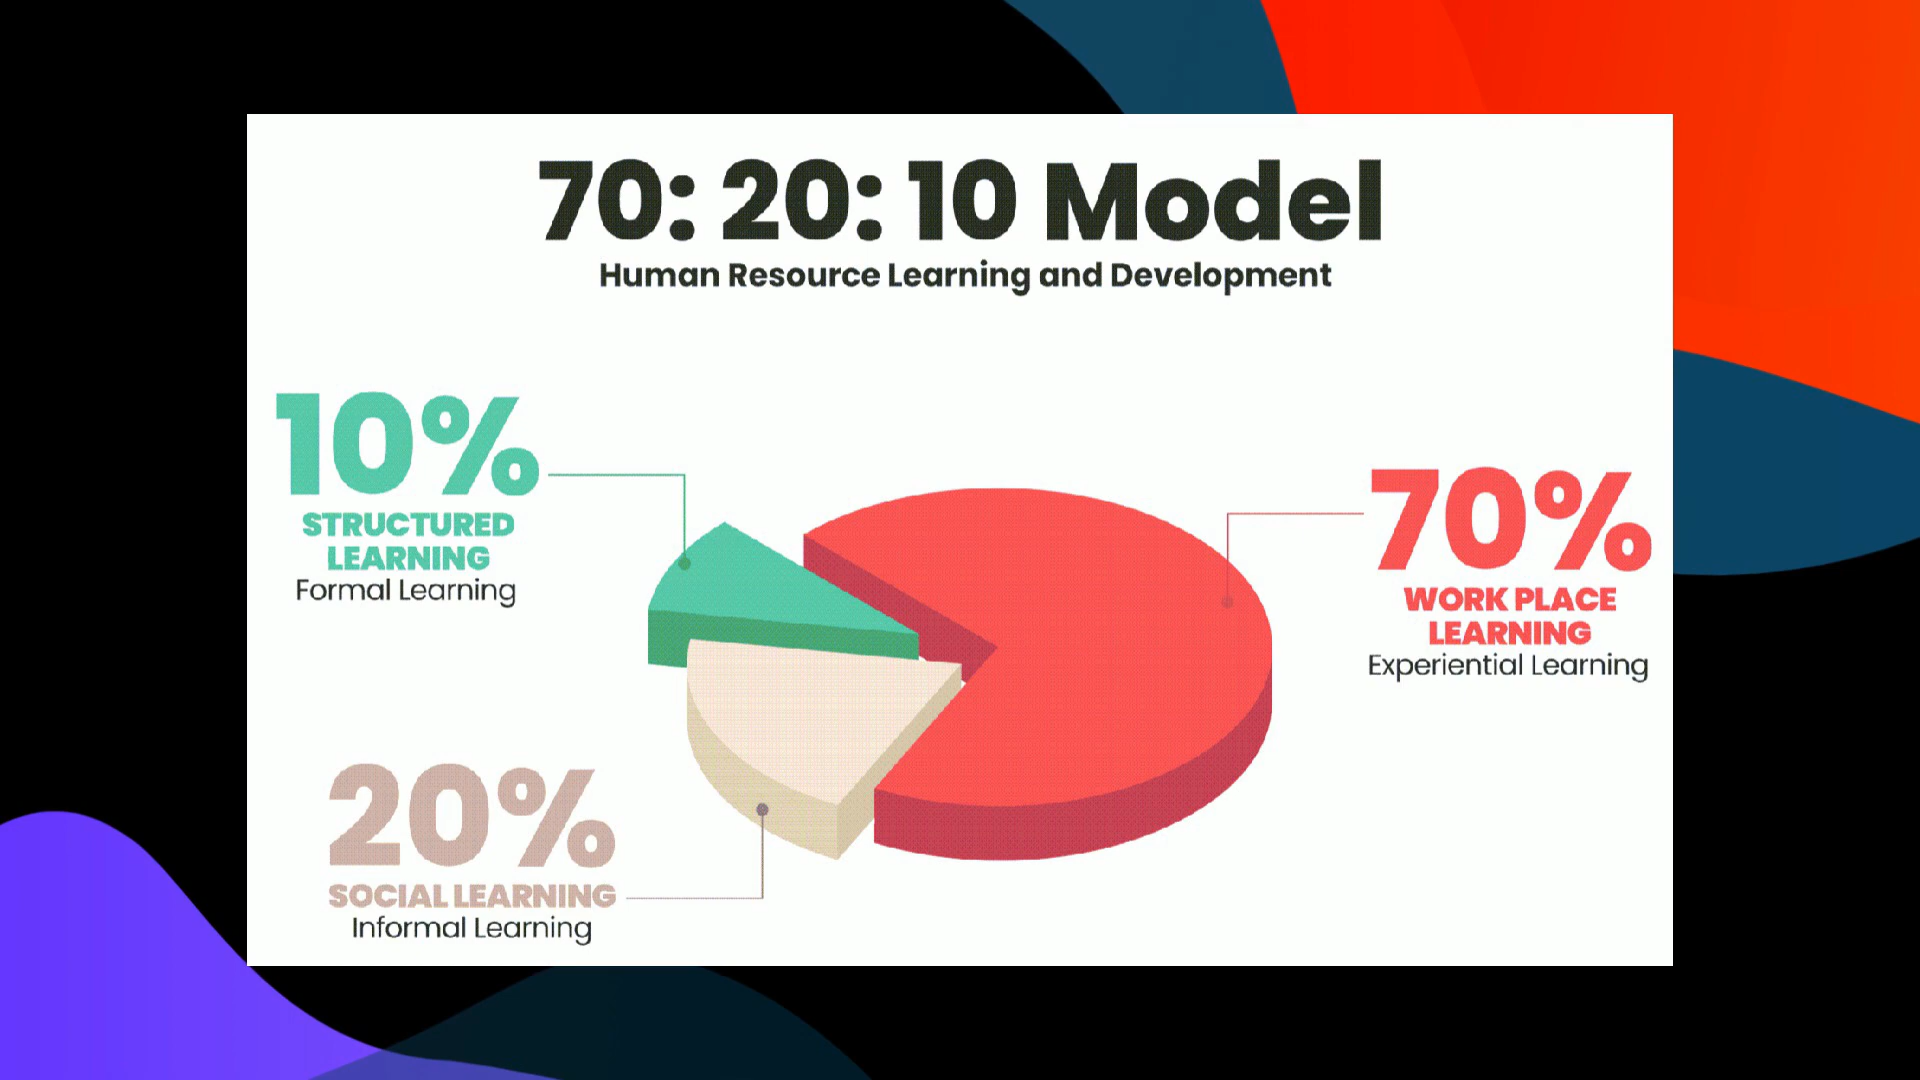 70: 20: 10 Model
Human Resource Learning and Development
10%
STRUCTURED
LEARNING
Formal Learning
70%
WORK PLACE
LEARNING
Experiential Learning
20%
SOCIAL LEARNING
Informal Learning